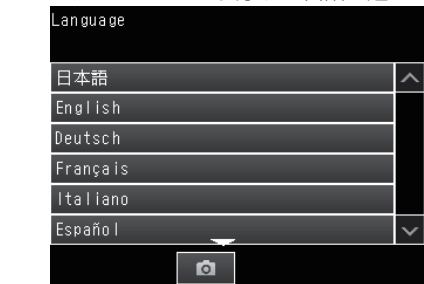 Language
日本語
English
Deutsch
Français
Italiano
Español